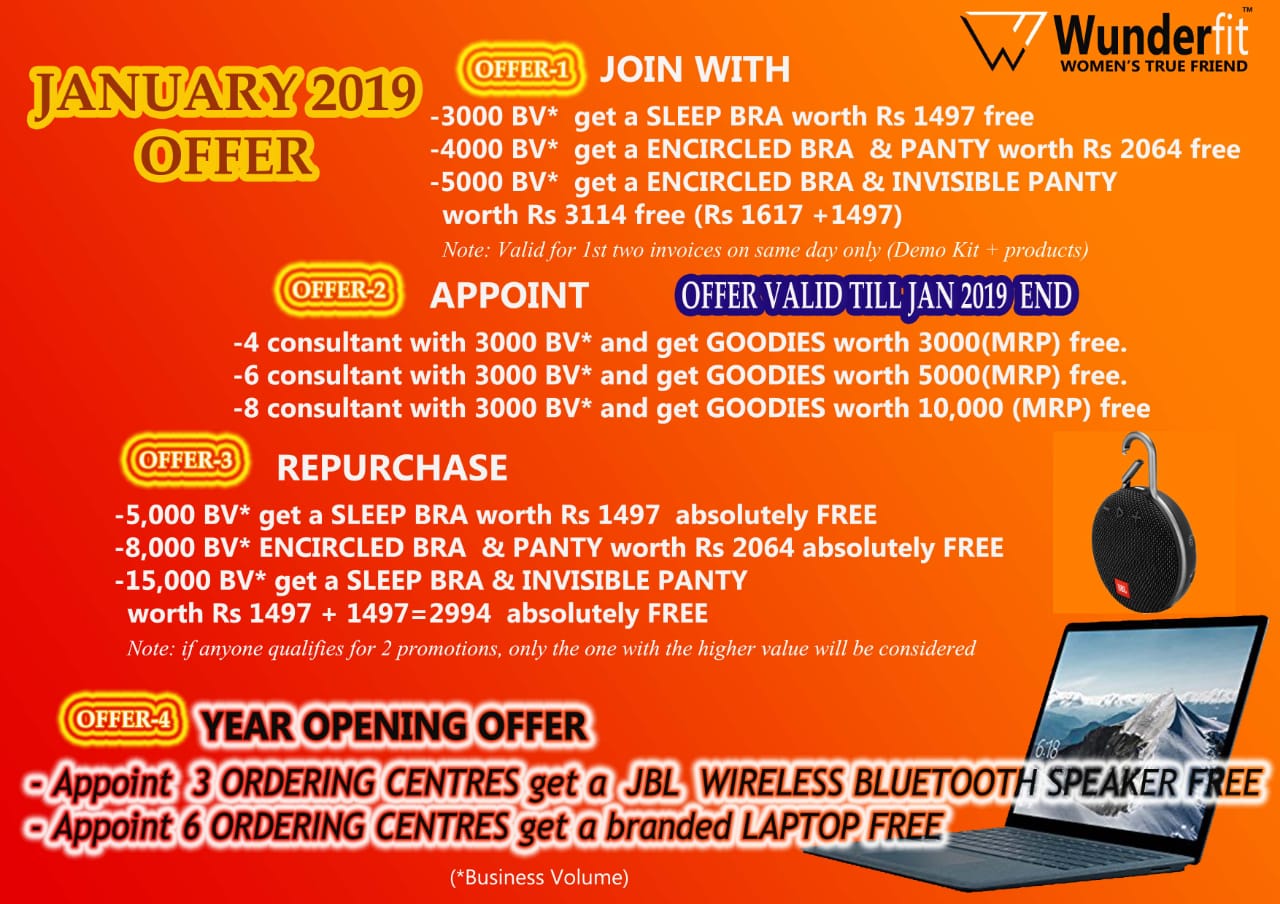 Wunderfit™
WOMEN'S TRUE FRIEND
JANUARY 2019
OFFER
OFFER-1 JOIN WITH
-3000 BV* get a SLEEP BRA worth Rs 1497 free
-4000 BV* get a ENCIRCLED BRA & PANTY worth Rs 2064 free
-5000 BV* get a ENCIRCLED BRA & INVISIBLE PANTY
worth Rs 3114 free (Rs 1617 +1497)
Note: Valid for 1st two invoices on same day only (Demo Kit + products)
OFFER-2 APPOINT OFFER VALID TILL JAN 2019 END
-4 consultant with 3000 BV* and get GOODIES worth 3000(MRP) free.
-6 consultant with 3000 BV* and get GOODIES worth 5000(MRP) free.
-8 consultant with 3000 BV* and get GOODIES worth 10,000 (MRP) free
OFFER-3 REPURCHASE
-5,000 BV* get a SLEEP BRA worth Rs 1497 absolutely FREE
-8,000 BV* ENCIRCLED BRA & PANTY worth Rs 2064 absolutely FREE
-15,000 BV* get a SLEEP BRA & INVISIBLE PANTY
worth Rs 1497 + 1497=2994 absolutely FREE
Note: if anyone qualifies for 2 promotions, only the one with the higher value will be considered
JBL
6:18
OFFER-4 YEAR OPENING OFFER
- Appoint 3 ORDERING CENTRES get a JBL WIRELESS BLUETOOTH SPEAKER FREE
- Appoint 6 ORDERING CENTRES get a branded LAPTOP FREE
(*Business Volume)